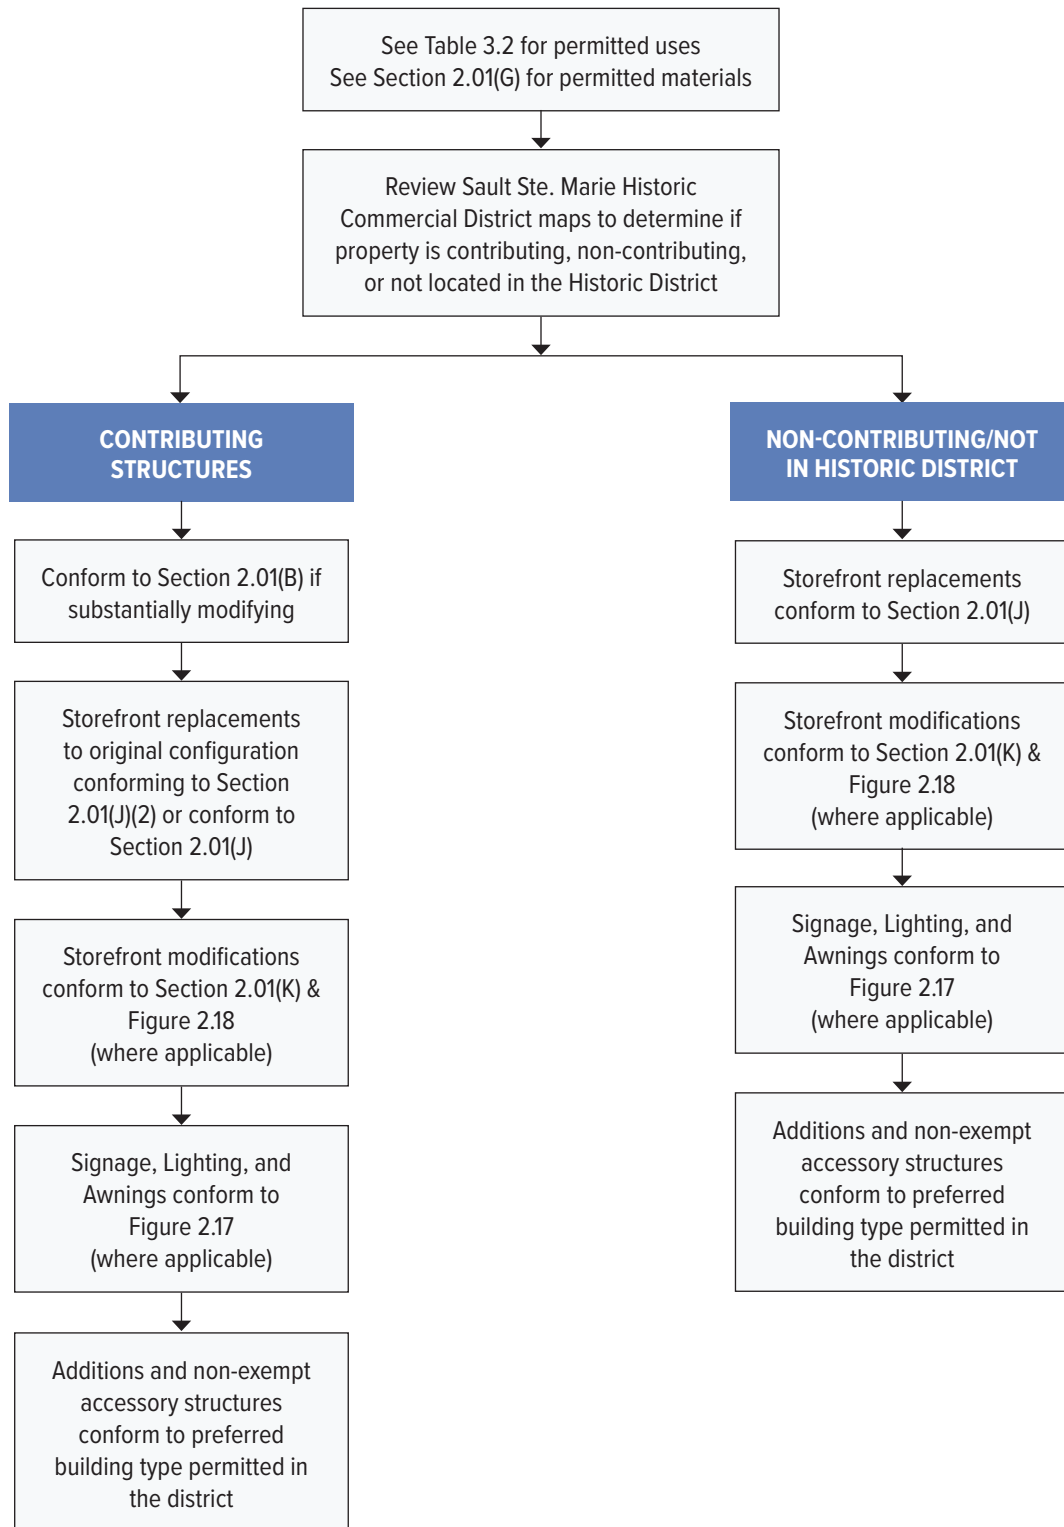 See Table 3.2 for permitted uses
See Section 2.01(G) for permitted materials
Review Sault Ste. Marie Historic
Commercial District maps to determine if
property is contributing, non-contributing,
or not located in the Historic District
CONTRIBUTING
STRUCTURES
Conform to Section 2.01(B) if
substantially modifying
Storefront replacements
to original configuration
conforming to Section
2.01(J)(2) or conform to
Section 2.01(J)
Storefront modifications
conform to Section 2.01(K) &
Figure 2.18
(where applicable)
Signage, Lighting, and
Awnings conform to
Figure 2.17
(where applicable)
Additions and non-exempt
accessory structures
conform to preferred
building type permitted in
the district
NON-CONTRIBUTING/NOT
IN HISTORIC DISTRICT
Storefront replacements
conform to Section 2.01(J)
Storefront modifications
conform to Section 2.01(K) &
Figure 2.18
(where applicable)
Signage, Lighting, and
Awnings conform to
Figure 2.17
(where applicable)
Additions and non-exempt
accessory structures
conform to preferred
building type permitted in
the district